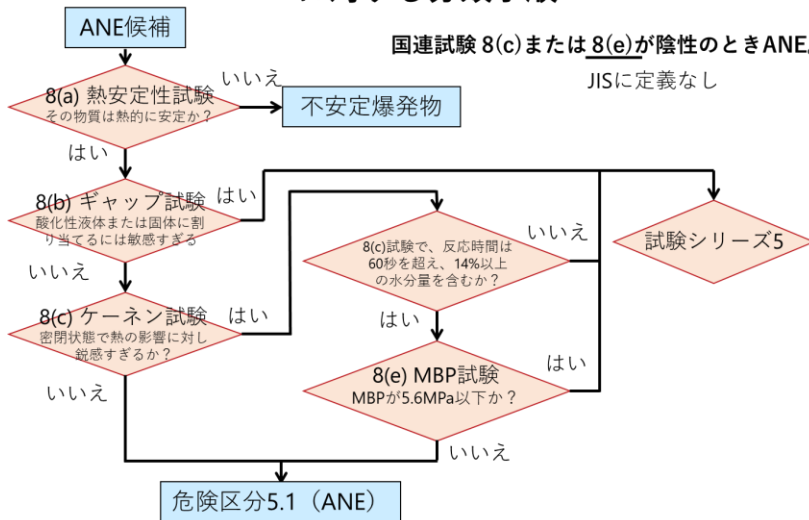 ANE候補
国連試験 8(c)または 8(e)が陰性のときANE
JISに定義なし
いいえ
8(a) 熱安定性試験
その物質は熱的に安定か？
不安定爆発物
はい
8(b) ギャップ試験
酸化性液体または固体に割
り当てるには敏感すぎる
はい
いいえ
8(c)試験で、反応時間は
60秒を超え、14%以上
の水分量を含むか？
いいえ
試験シリーズ5
8(c) ケーネン試験
密閉状態で熱の影響に対し
鋭感すぎるか？
はい
はい
いいえ
8(e) MBP試験
MBPが5.6MPa以下か？
はい
いいえ
危険区分5.1（ANE）